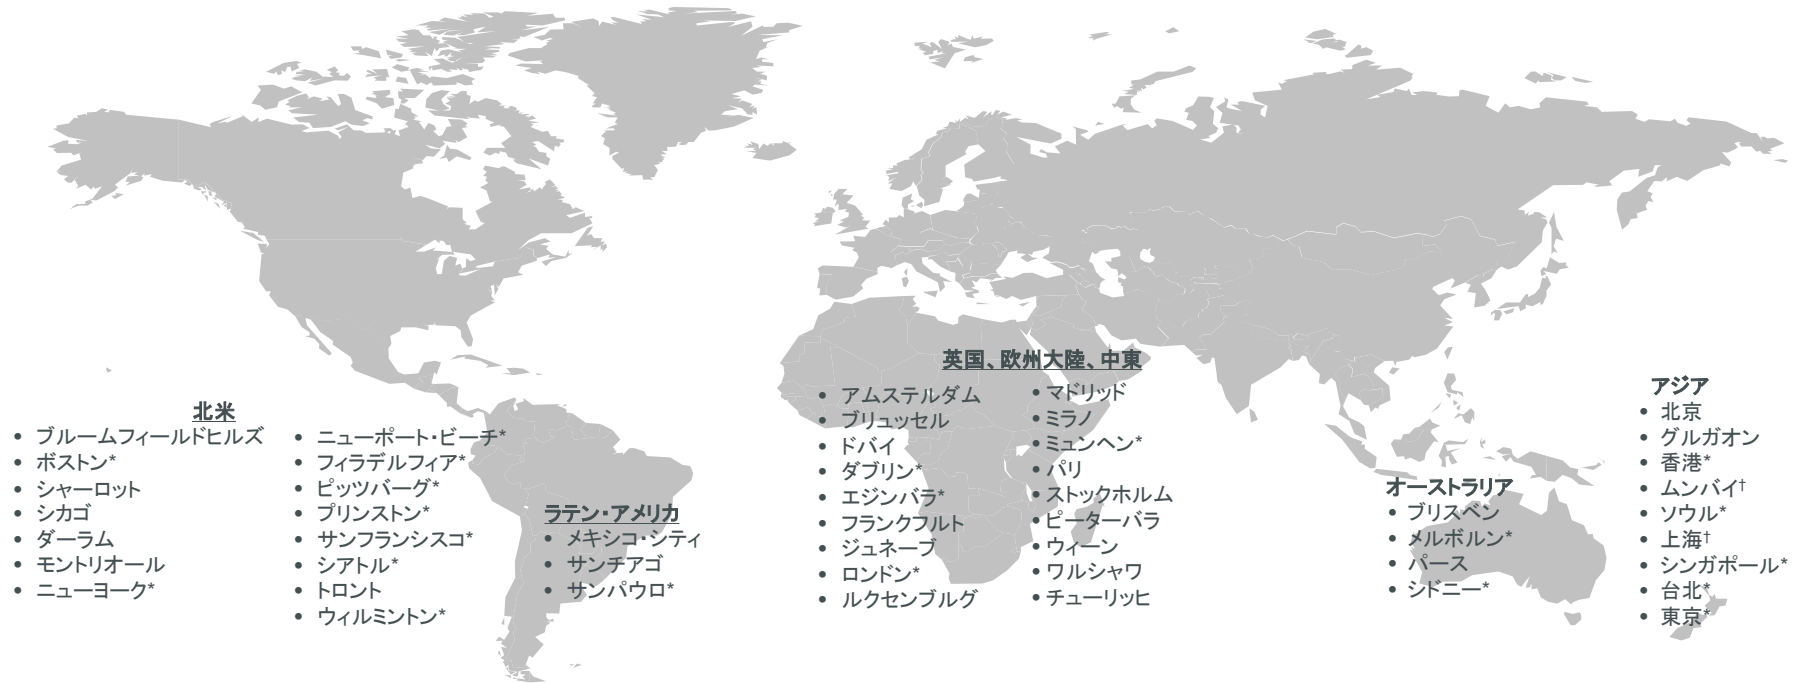 北米
• ブルームフィールドヒルズ
• ボストン*
• シャーロット
• シカゴ
• ダーラム
• モントリオール
• ニューヨーク*
• ニューポート・ビーチ*
• フィラデルフィア*
• ピッツバーグ*
• プリンストン*
• サンフランシスコ*
• シアトル*
• トロント
• ウィルミントン*
ラテン・アメリカ
• メキシコ・シティ
• サンチアゴ
• サンパウロ*
英国、欧州大陸、中東
• アムステルダム
• ブリュッセル
• ドバイ
• ダブリン*
• エジンバラ*
• フランクフルト
• ジュネーブ
• ロンドン*
• ルクセンブルグ
• マドリッド
• ミラノ
• ミュンヘン*
• パリ
• ストックホルム
• ピーターバラ
• ウィーン
• ワルシャワ
• チューリッヒ
オーストラリア
• ブリスベン
• メルボルン*
• パース
• シドニー*
アジア
• 北京
• グルガオン
• 香港*
• ムンバイ†
• ソウル*
• 上海†
• シンガポール*
• 台北*
• 東京*